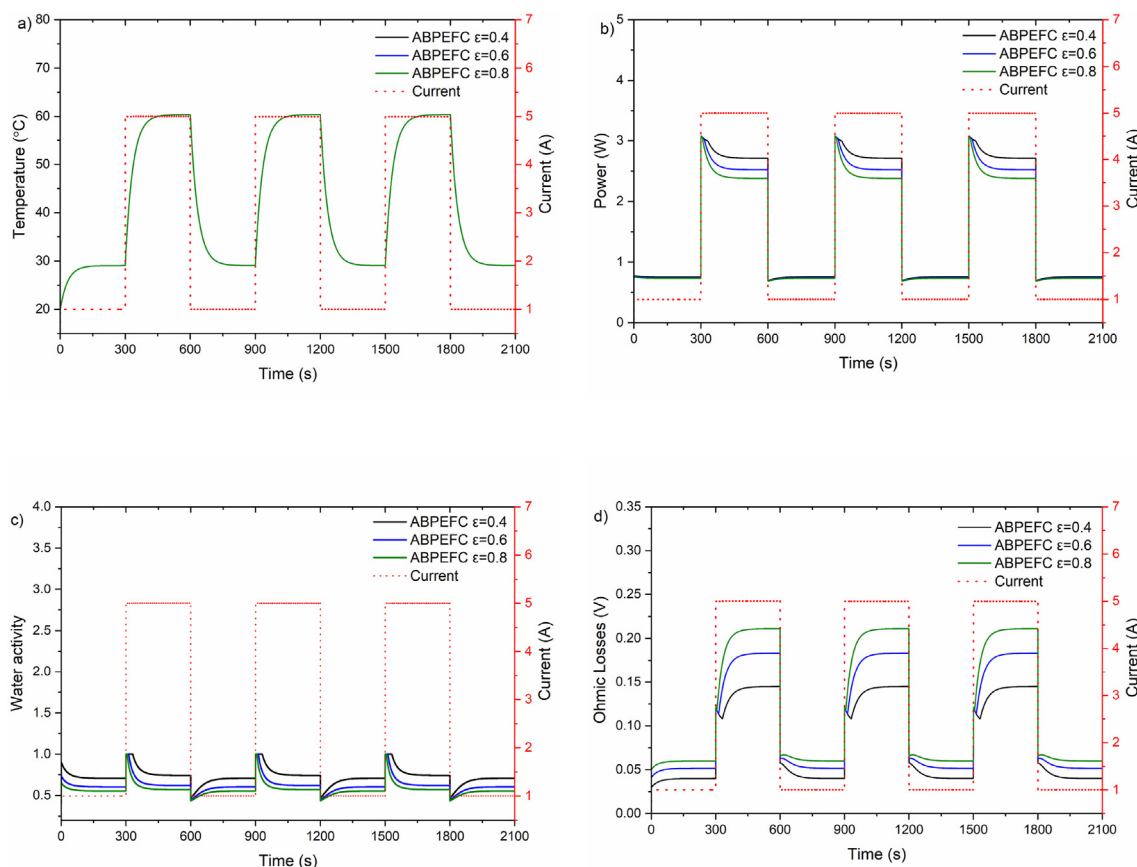 a)
80
70
60
50
40
30
20
Temperature (°C)
ABPEFC ε=0.4
ABPEFC ε=0.6
ABPEFC ε=0.8
Current
7
6
5
4
3
2
1
Current (A)
0 300 600 900 1200 1500 1800 2100
Time (s)
b)
5
4
3
2
1
0
Power (W)
ABPEFC ε=0.4
ABPEFC ε=0.6
ABPEFC ε=0.8
Current
7
6
5
4
3
2
1
Current (A)
0 300 600 900 1200 1500 1800 2100
Time (s)
c)
4.0
3.5
3.0
2.5
2.0
1.5
1.0
0.5
Water activity
ABPEFC ε=0.4
ABPEFC ε=0.6
ABPEFC ε=0.8
Current
7
6
5
4
3
2
1
Current (A)
0 300 600 900 1200 1500 1800 2100
Time (s)
d)
0.35
0.30
0.25
0.20
0.15
0.10
0.05
0.00
Ohmic Losses (V)
ABPEFC ε=0.4
ABPEFC ε=0.6
ABPEFC ε=0.8
Current
7
6
5
4
3
2
1
Current (A)
0 300 600 900 1200 1500 1800 2100
Time (s)